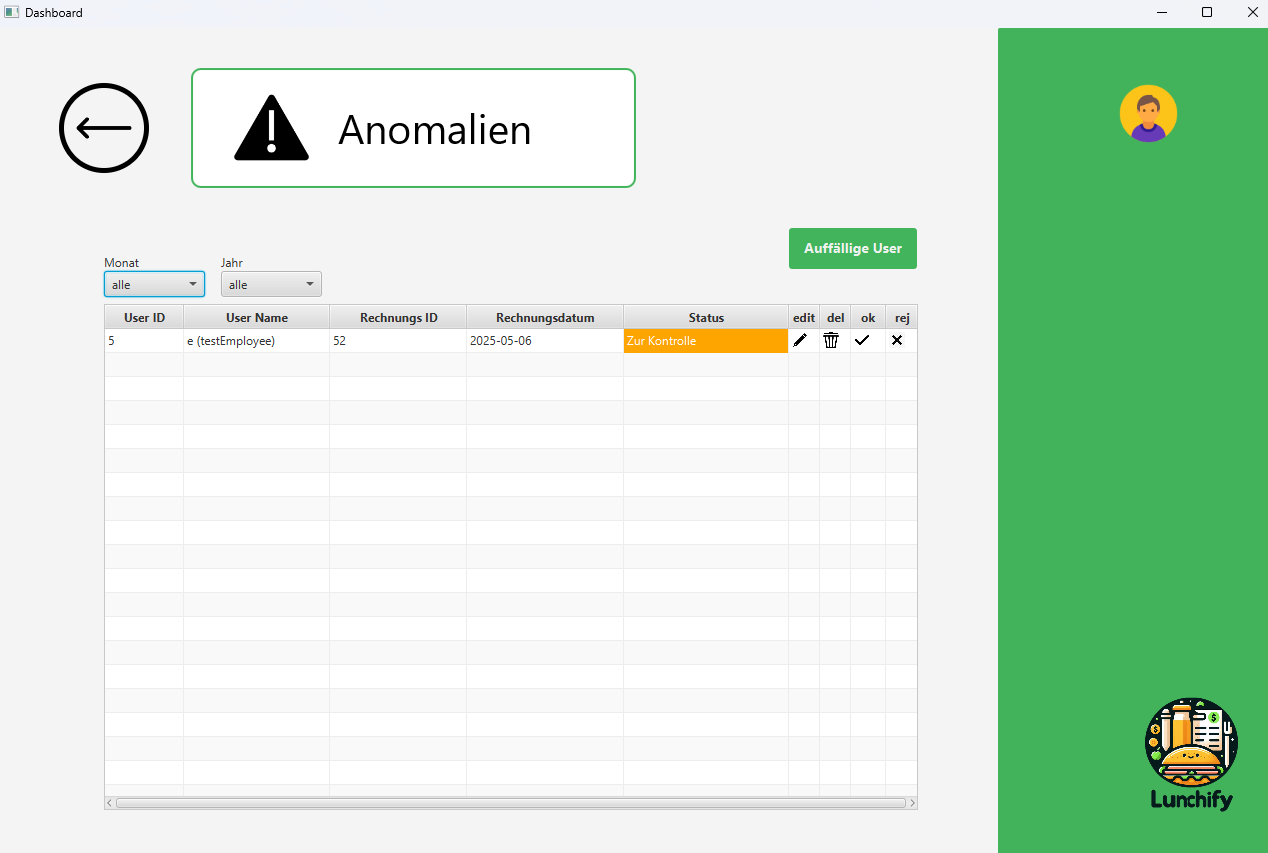 Dashboard
Anomalien
Auffällige User
Monat Jahr
alle alle
User ID User Name Rechnungs ID Rechnungsdatum Status edit del ok rej
5 e (testEmployee) 52 2025-05-06 Zur Kontrolle
Lunchify